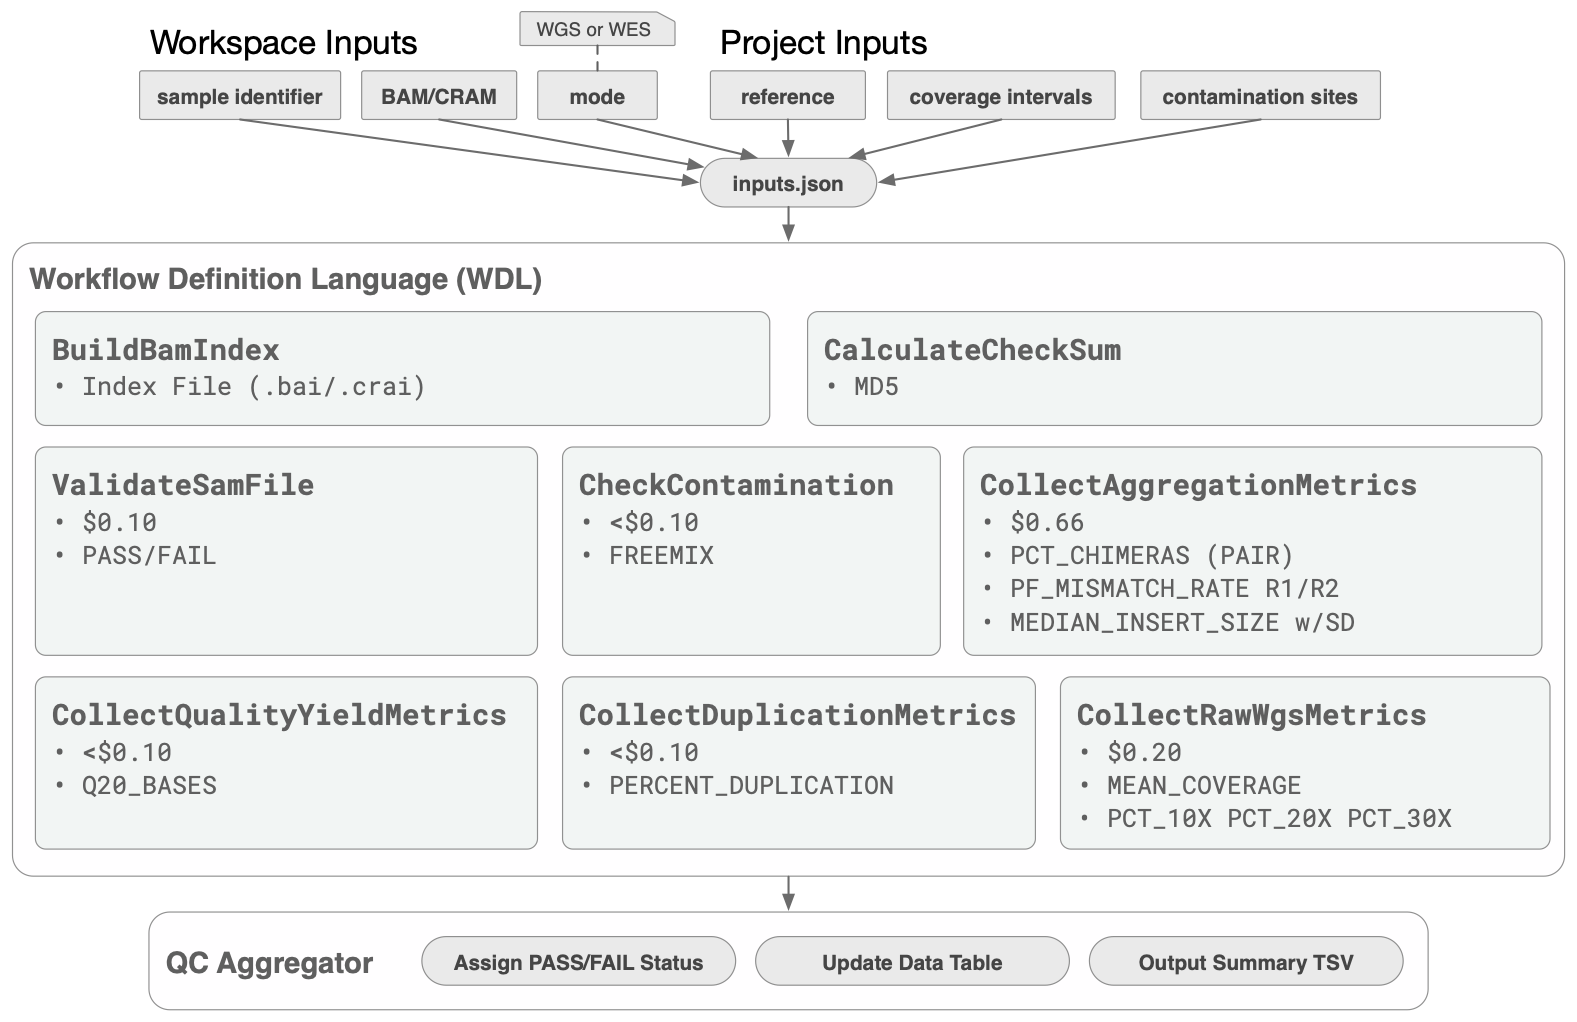 WGS or WES
Workspace Inputs
Project Inputs
sample identifier
BAM/CRAM
mode
reference
coverage intervals
contamination sites
inputs.json
Workflow Definition Language (WDL)
BuildBamIndex
• Index File (.bai/.crai)
CalculateCheckSum
• MD5
ValidateSamFile
• $0.10
• PASS/FAIL
CheckContamination
• <$0.10
• FREEMIX
CollectAggregationMetrics
• $0.66
• PCT_CHIMERAS (PAIR)
• PF_MISMATCH_RATE R1/R2
• MEDIAN_INSERT_SIZE w/SD
CollectQualityYieldMetrics
• <$0.10
• Q20_BASES
CollectDuplicationMetrics
• <$0.10
• PERCENT_DUPLICATION
CollectRawWgsMetrics
• $0.20
• MEAN_COVERAGE
• PCT_10X PCT_20X PCT_30X
QC Aggregator
Assign PASS/FAIL Status
Update Data Table
Output Summary TSV